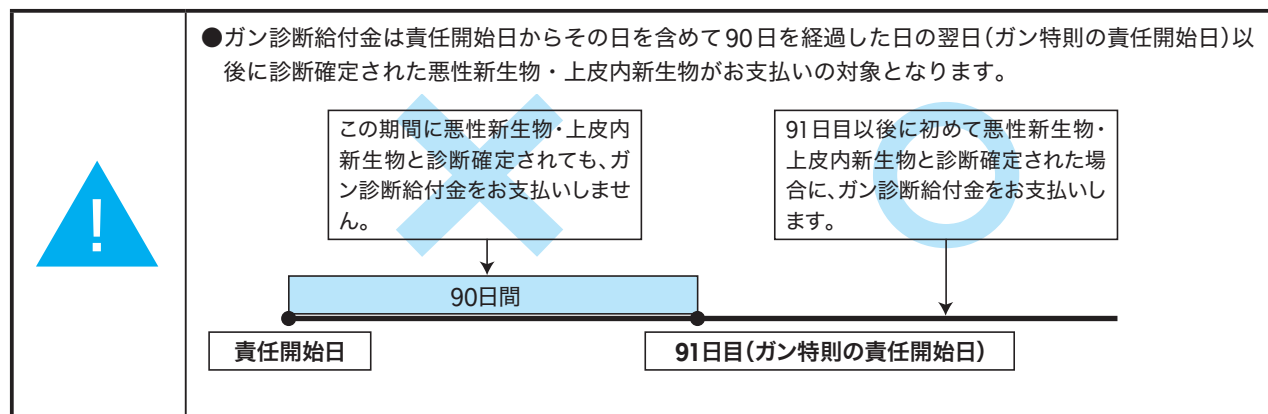 ●ガン診断給付金は責任開始日からその日を含めて90日を経過した日の翌日(ガン特則の責任開始日)以
後に診断確定された悪性新生物・上皮内新生物がお支払いの対象となります。
この期間に悪性新生物・上皮内
新生物と診断確定されても、ガ
ン診断給付金をお支払いしませ
ん。
91日目以後に初めて悪性新生物・
上皮内新生物と診断確定された場
合に、ガン診断給付金をお支払いし
ます。
!
90日間
責任開始日
91日目(ガン特則の責任開始日)